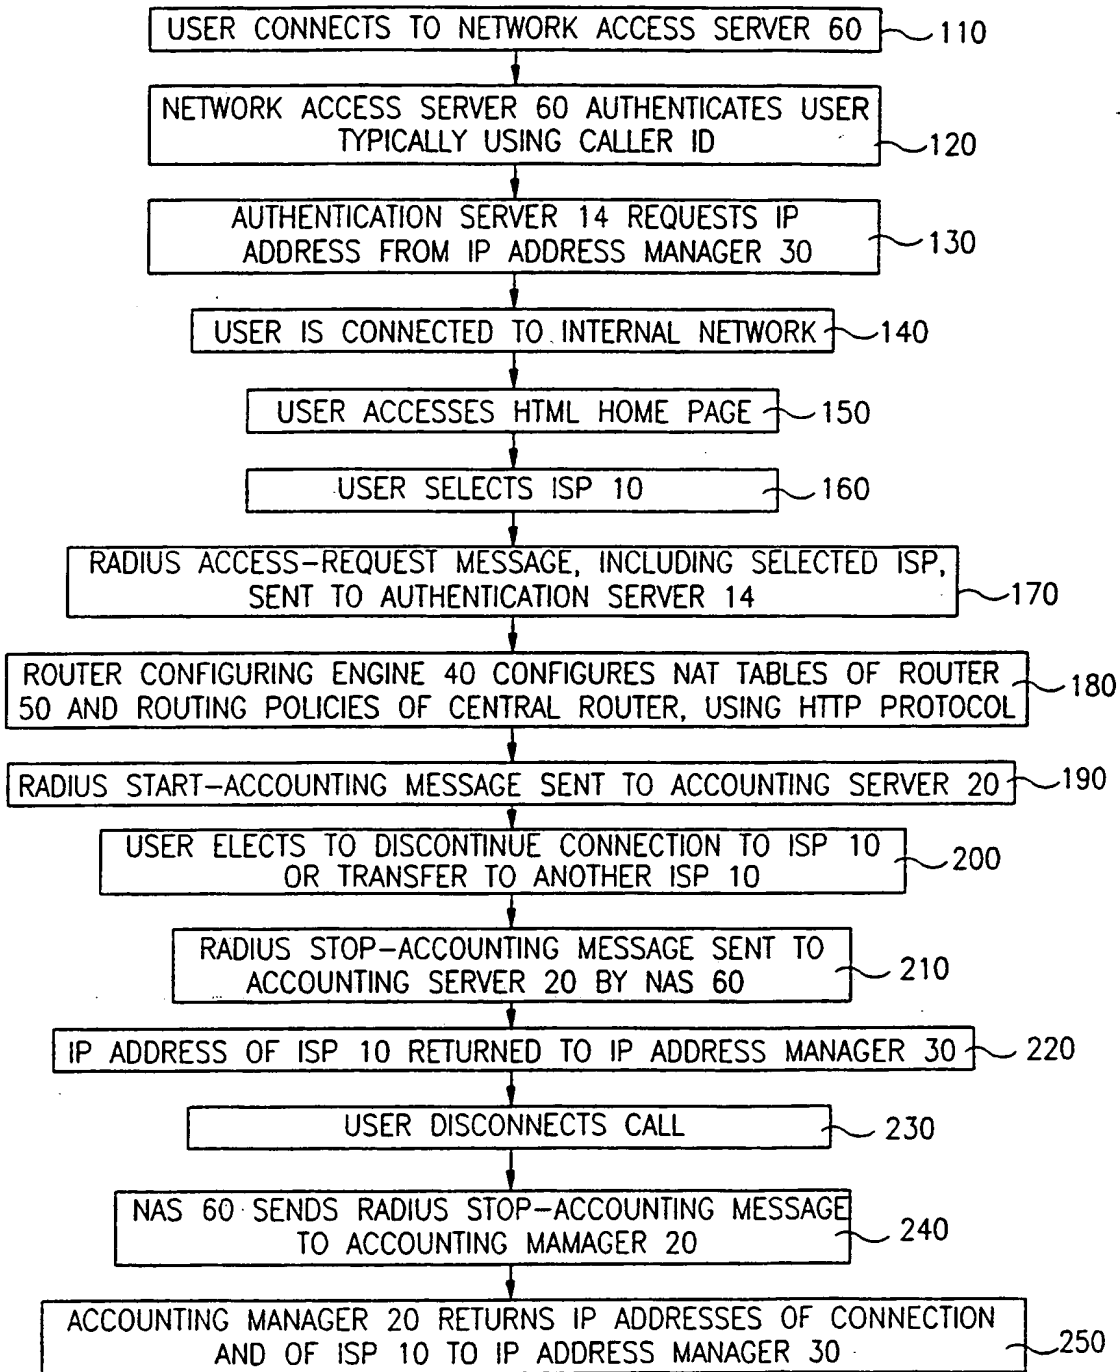 USER CONNECTS TO NETWORK ACCESS SERVER 60
110
NETWORK ACCESS SERVER 60 AUTHENTICATES USER
TYPICALLY USING CALLER ID
120
AUTHENTICATION SERVER 14 REQUESTS IP
ADDRESS FROM IP ADDRESS MANAGER 30
130
USER IS CONNECTED TO INTERNAL NETWORK
140
USER ACCESSES HTML HOME PAGE
150
USER SELECTS ISP 10
160
RADIUS ACCESS-REQUEST MESSAGE, INCLUDING SELECTED ISP,
SENT TO AUTHENTICATION SERVER 14
170
ROUTER CONFIGURING ENGINE 40 CONFIGURES NAT TABLES OF ROUTER
50 AND ROUTING POLICIES OF CENTRAL ROUTER, USING HTTP PROTOCOL
180
RADIUS START-ACCOUNTING MESSAGE SENT TO ACCOUNTING SERVER 20
190
USER ELECTS TO DISCONTINUE CONNECTION TO ISP 10
OR TRANSFER TO ANOTHER ISP 10
200
RADIUS STOP-ACCOUNTING MESSAGE SENT TO
ACCOUNTING SERVER 20 BY NAS 60
210
IP ADDRESS OF ISP 10 RETURNED TO IP ADDRESS MANAGER 30
220
USER DISCONNECTS CALL
230
NAS 60 SENDS RADIUS STOP-ACCOUNTING MESSAGE
TO ACCOUNTING MAMAGER 20
240
ACCOUNTING MANAGER 20 RETURNS IP ADDRESSES OF CONNECTION
AND OF ISP 10 TO IP ADDRESS MANAGER 30
250